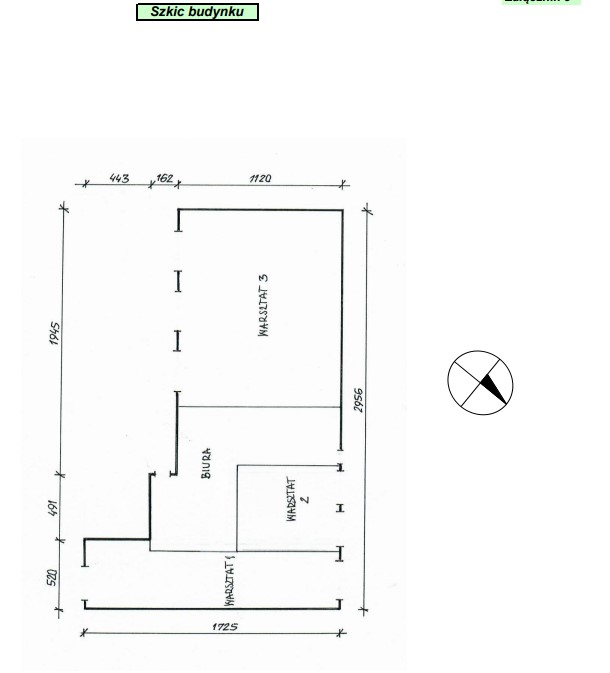 Szkic budynku
443
162
1120
WARSZTAT 3
1945
2956
BIURA
WARSZTAT
2
491
WARSZTAT 1
520
1725